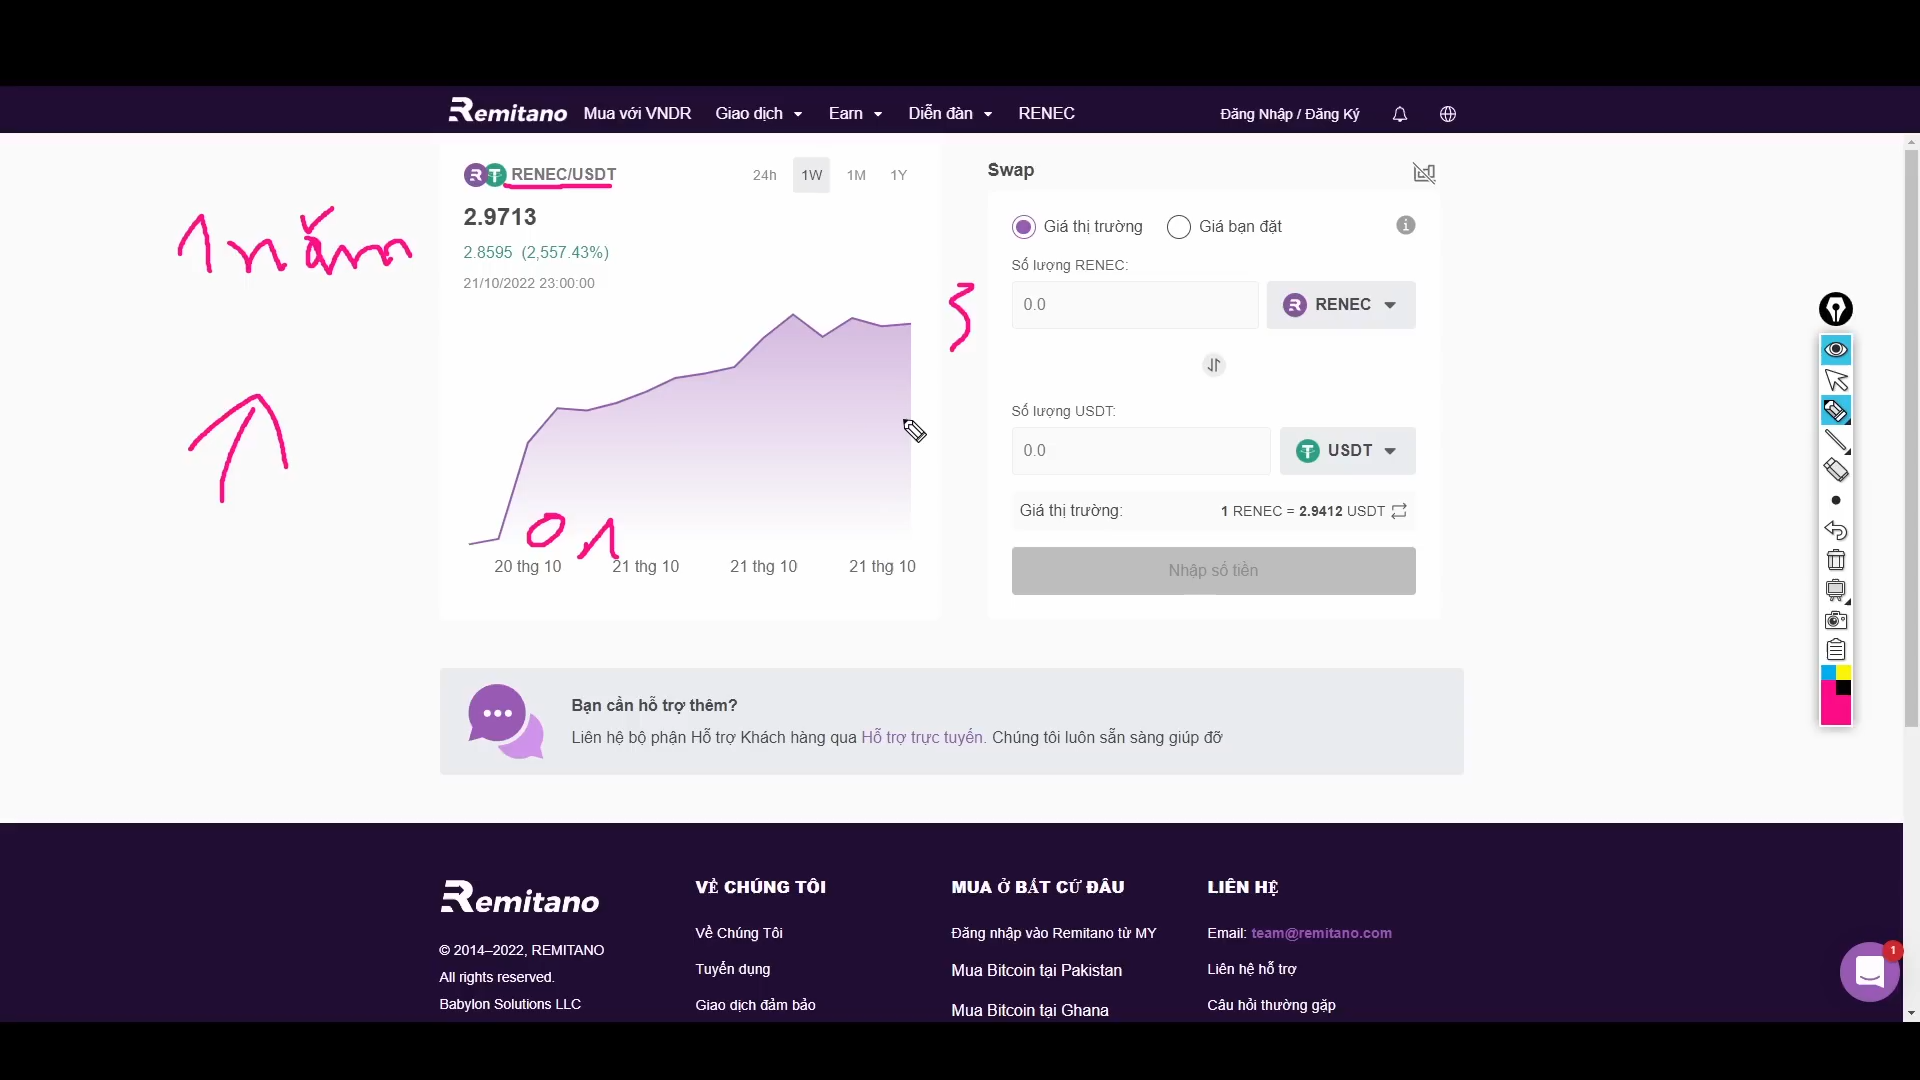 Remitano Mua với VNDR Giao dịch Earn Diễn đàn RENEC Đăng Nhập / Đăng Ký
RENEC/USDT 24h 1W 1M 1Y
2.9713
2.8595 (2,557.43%)
21/10/2022 23:00:00
1 năm
3
0 1
20 thg 10 21 thg 10 21 thg 10 21 thg 10
Swap
Giá thị trường Giá bạn đặt
Số lượng RENEC:
0.0 RENEC
Số lượng USDT:
0.0 USDT
Giá thị trường: 1 RENEC = 2.9412 USDT
Nhập số tiền
Bạn cần hỗ trợ thêm?
Liên hệ bộ phận Hỗ trợ Khách hàng qua Hỗ trợ trực tuyến. Chúng tôi luôn sẵn sàng giúp đỡ
Remitano
© 2014–2022, REMITANO
All rights reserved.
Babylon Solutions LLC
VỀ CHÚNG TÔI
Về Chúng Tôi
Tuyển dụng
Giao dịch đảm bảo
MUA Ở BẤT CỨ ĐÂU
Đăng nhập vào Remitano từ MY
Mua Bitcoin tại Pakistan
Mua Bitcoin tại Ghana
LIÊN HỆ
Email: team@remitano.com
Liên hệ hỗ trợ
Câu hỏi thường gặp
1